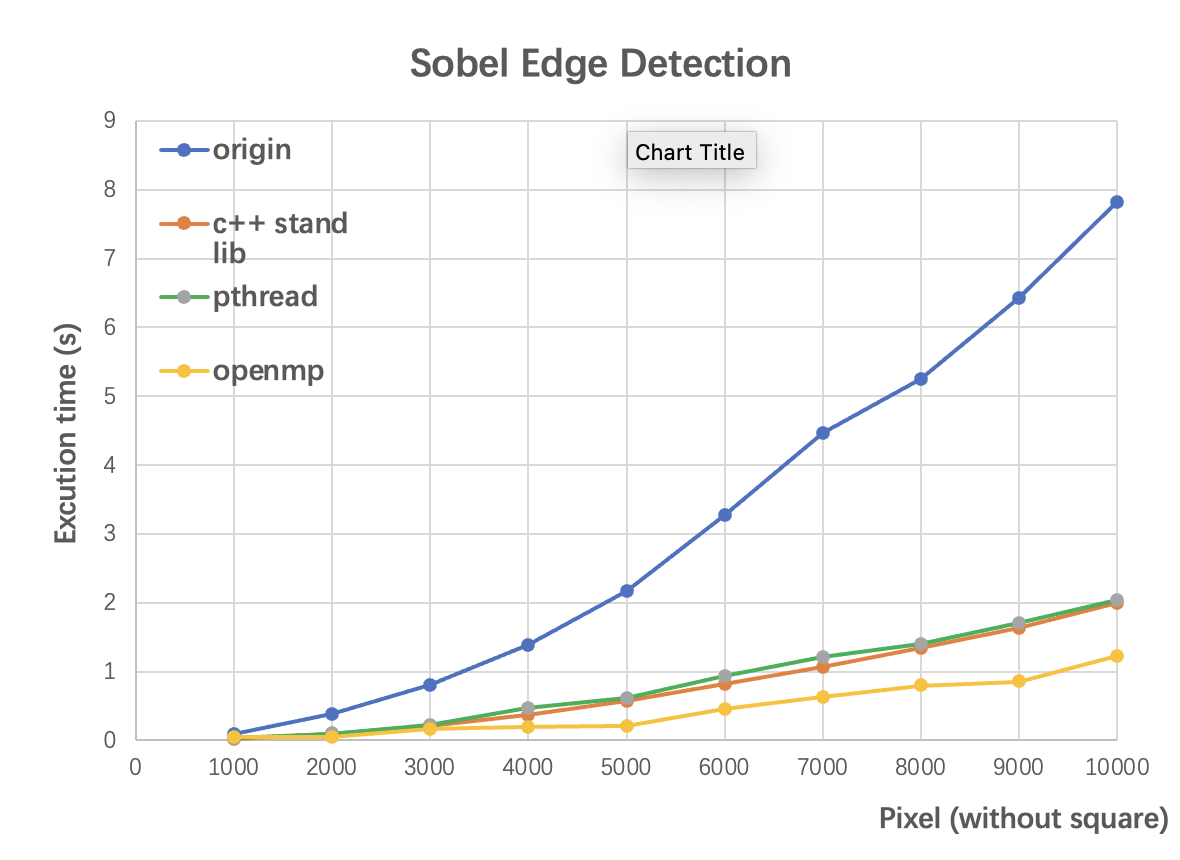 Sobel Edge Detection
9
8
7
6
5
4
3
2
1
0
origin
c++ stand
lib
pthread
openmp
Chart Title
Excution time (s)
0 1000 2000 3000 4000 5000 6000 7000 8000 9000 10000
Pixel (without square)